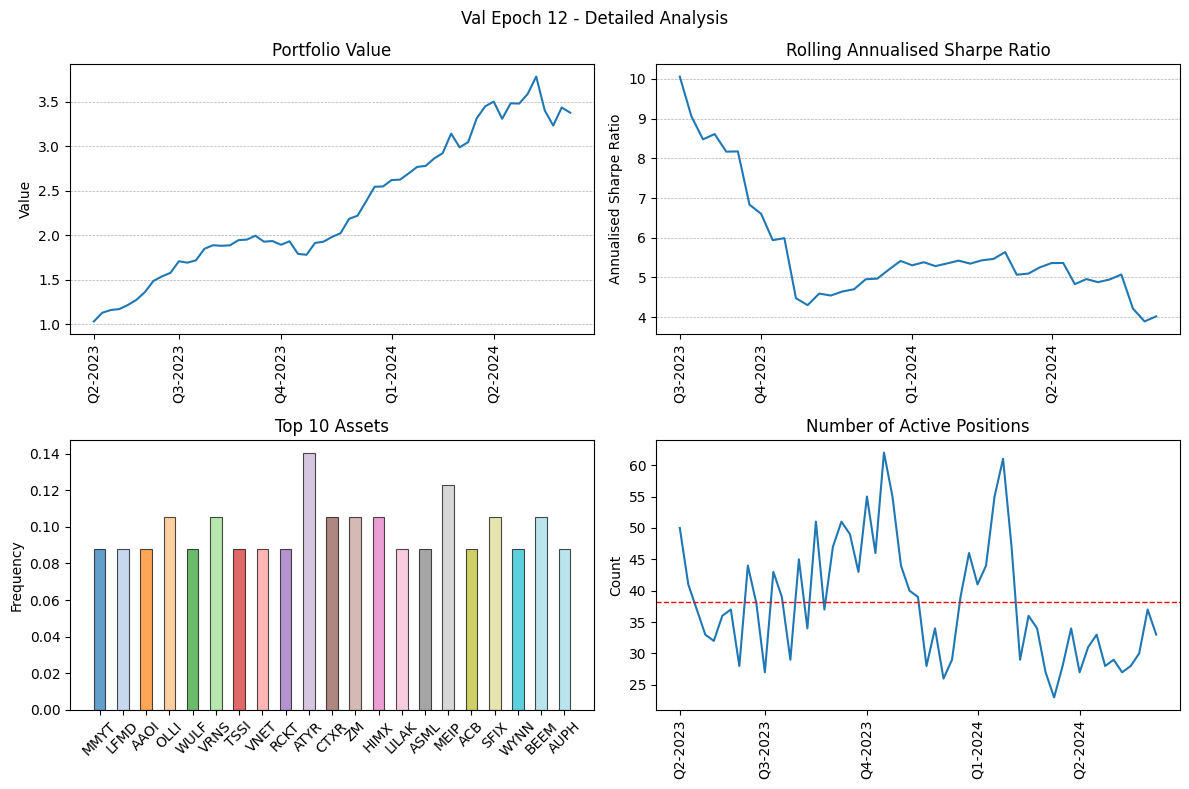 Val Epoch 12 - Detailed Analysis
Portfolio Value
Value
3.5
3.0
2.5
2.0
1.5
1.0
Q2-2023
Q3-2023
Q4-2023
Q1-2024
Q2-2024
Rolling Annualised Sharpe Ratio
Annualised Sharpe Ratio
10
9
8
7
6
5
4
Q3-2023
Q4-2023
Q1-2024
Q2-2024
Top 10 Assets
Frequency
0.14
0.12
0.10
0.08
0.06
0.04
0.02
0.00
MMYT
LFMD
AAOI
OLLI
WULF
VRNS
TSSI
VNET
RCKT
ATYR
CTXR
ZM
HIMX
LILAK
ASML
MEIP
ACB
SFIX
WYNN
BEEM
AUPH
Number of Active Positions
Count
60
55
50
45
40
35
30
25
Q2-2023
Q3-2023
Q4-2023
Q1-2024
Q2-2024